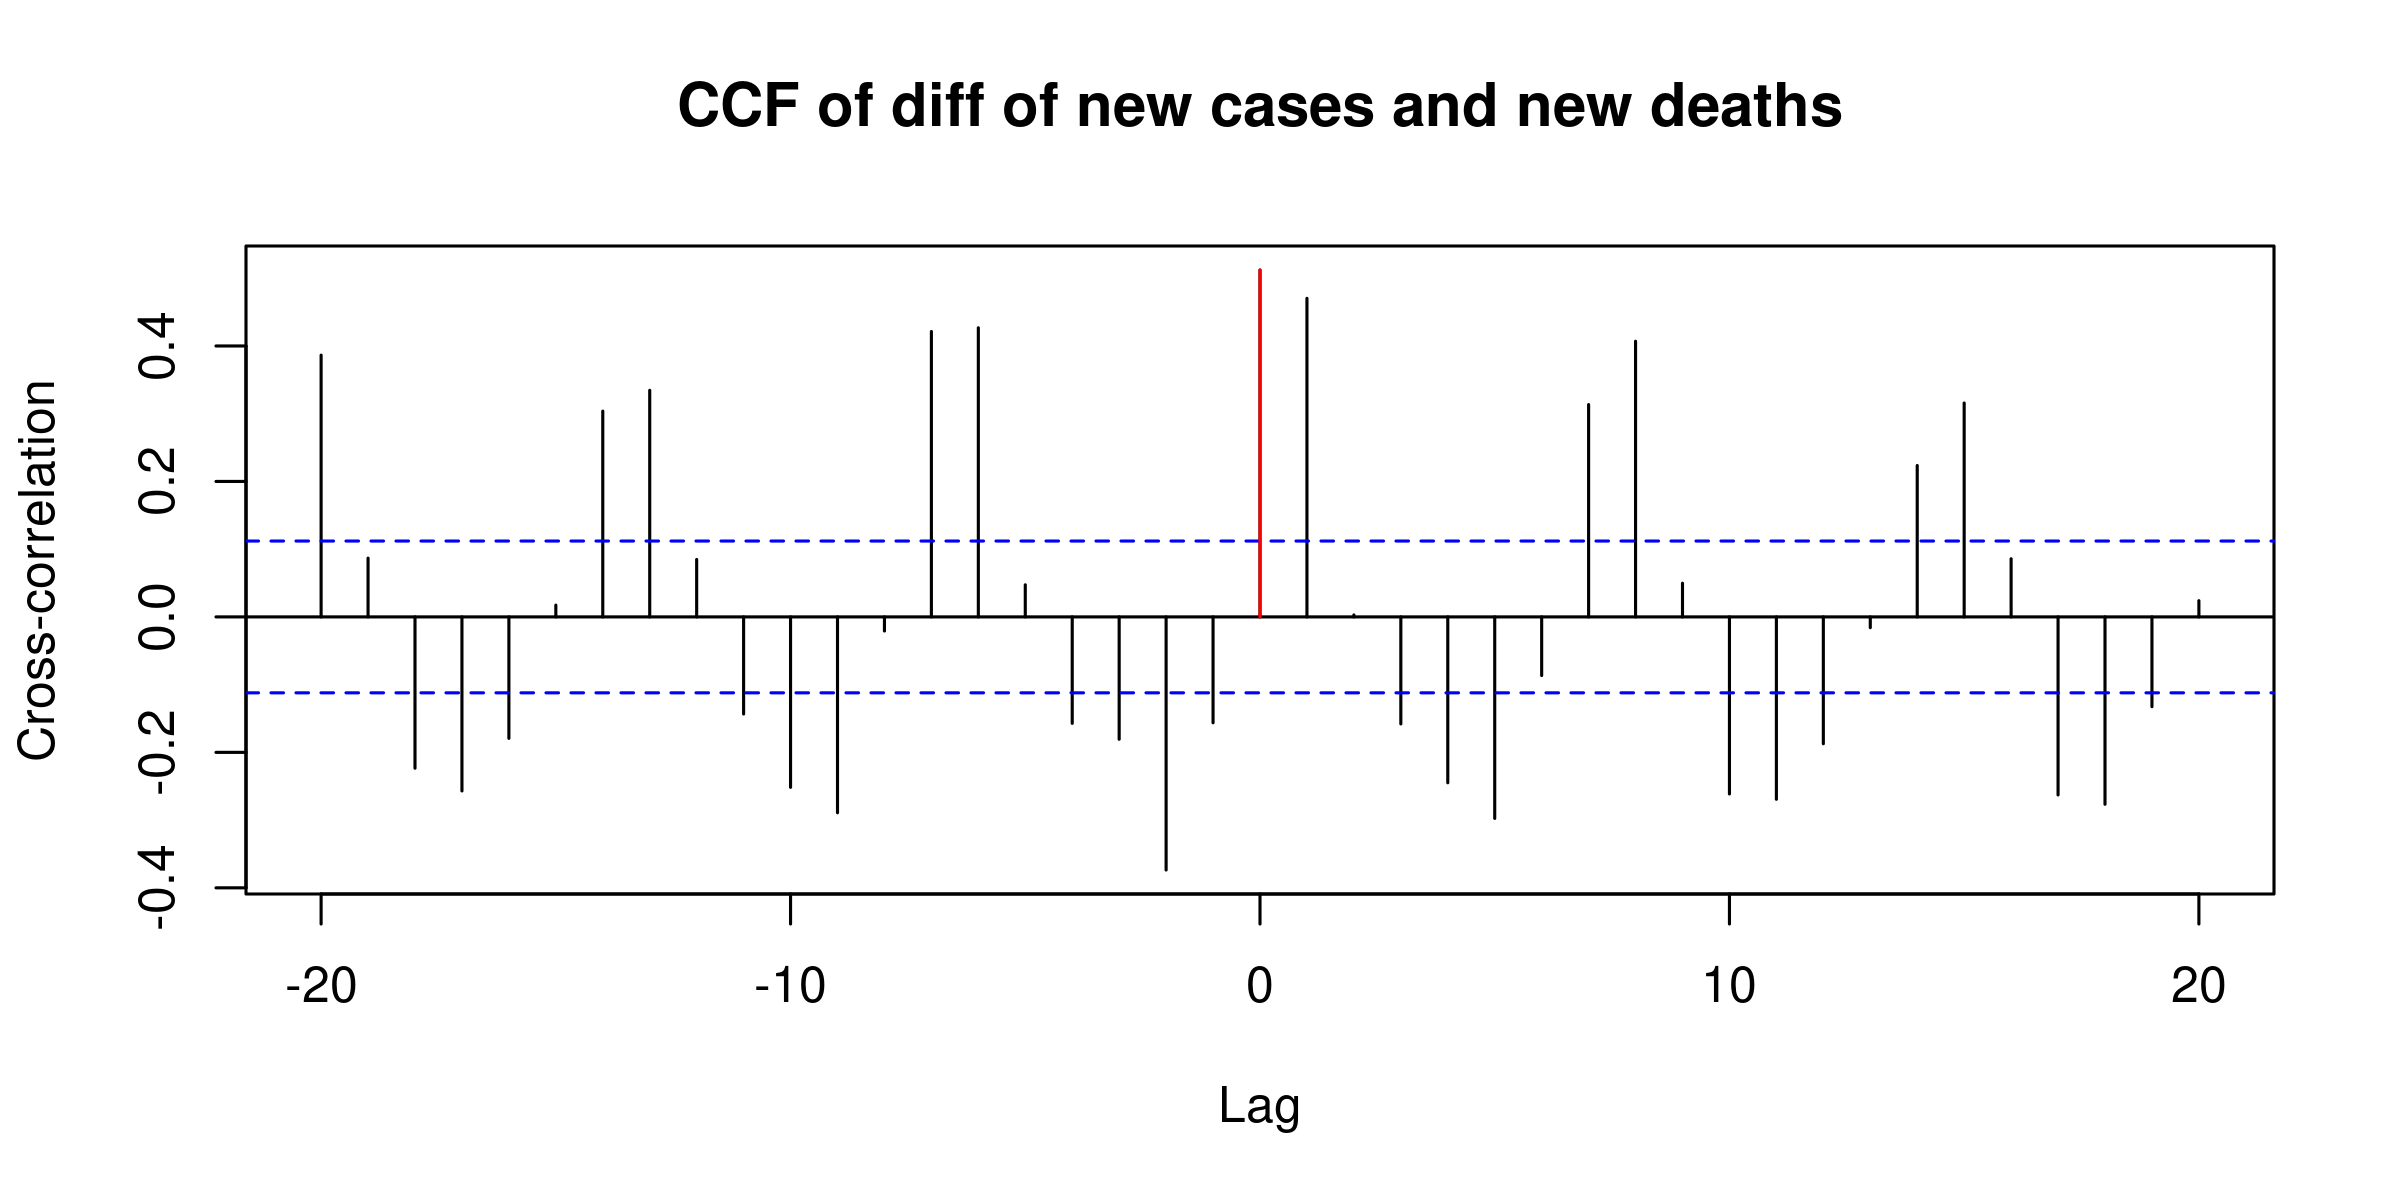 CCF of diff of new cases and new deaths
Cross-correlation
0.4
0.2
0.0
-0.2
-0.4
-20 -10 0 10 20
Lag